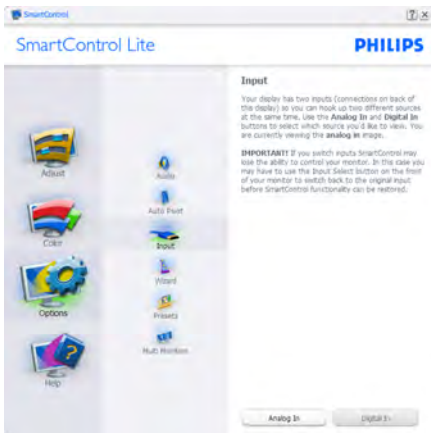 SmartControl
SmartControl Lite
PHILIPS
Adjust
Color
Options
Help
Audio
Auto Pivot
Input
Wizard
Presets
Multi Monitors
Input
Your display has two inputs (connections on back of
this display) so you can hook up two different sources
at the same time. Use the Analog In and Digital In
buttons to select which source you'd like to view. You
are currently viewing the analog in image.
IMPORTANT! If you switch inputs SmartControl may
lose the ability to control your monitor. In this case you
may have to use the Input Select button on the front
of your monitor to switch back to the original input
before SmartControl functionality can be restored.
Analog In
Digital In